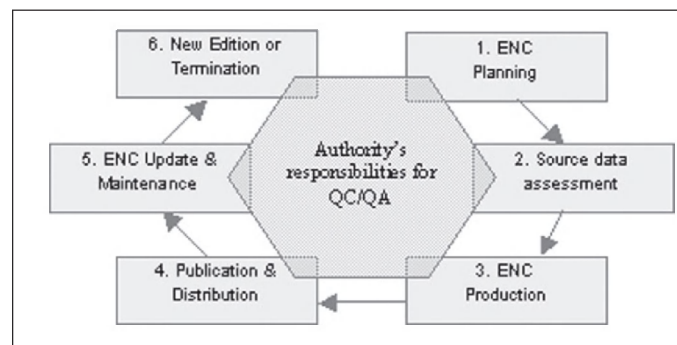 6. New Edition or
Termination
1. ENC
Planning
5. ENC Update &
Maintenance
Authority's
responsibilities for
QC/QA
2. Source data
assessment
4. Publication &
Distribution
3. ENC
Production